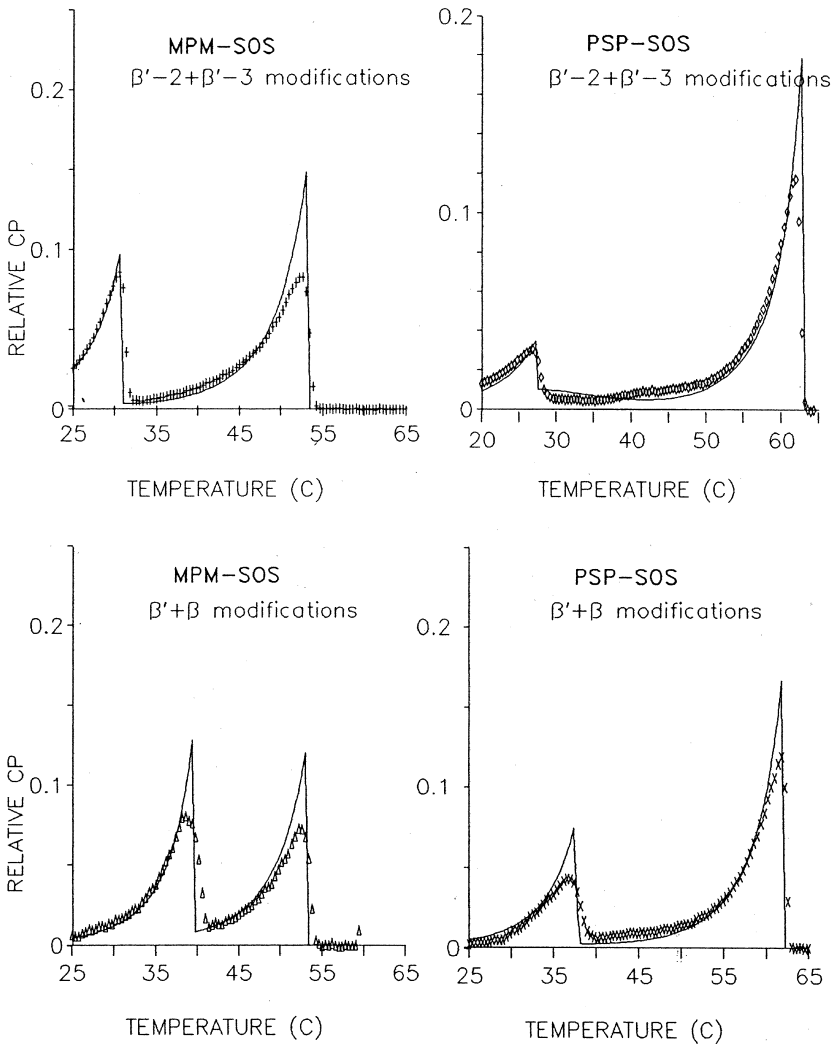 MPM-SOS
β′-2+β′-3 modifications
0.2
0.1
0
RELATIVE CP
25 35 45 55 65
TEMPERATURE (C)
PSP-SOS
β′-2+β′-3 modifications
0.2
0.1
0
20 30 40 50 60
TEMPERATURE (C)
MPM-SOS
β′+β modifications
0.2
0.1
0
RELATIVE CP
25 35 45 55 65
TEMPERATURE (C)
PSP-SOS
β′+β modifications
0.2
0.1
0
25 35 45 55 65
TEMPERATURE (C)